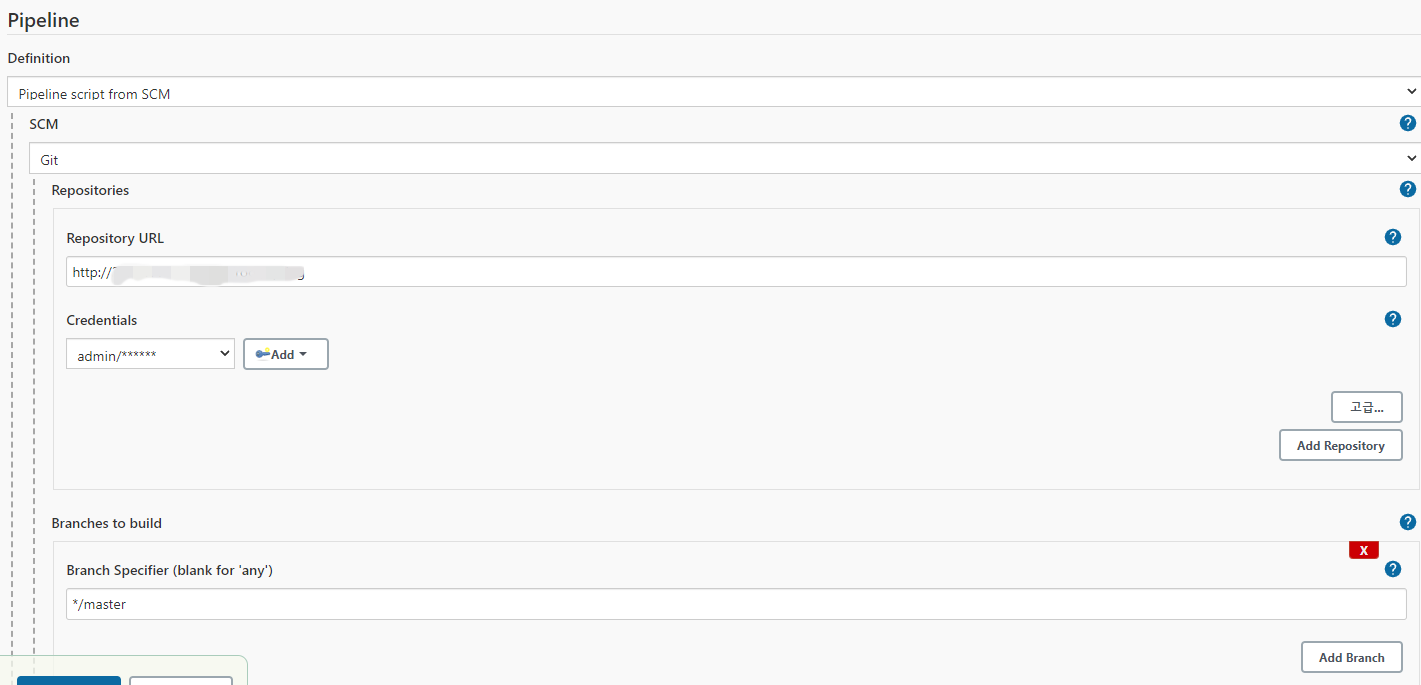 Pipeline
Definition
Pipeline script from SCM
SCM
?
Git
Repositories
?
Repository URL
?
http://
Credentials
?
admin/******
Add
고급...
Add Repository
Branches to build
?
X
Branch Specifier (blank for 'any')
?
*/master
Add Branch